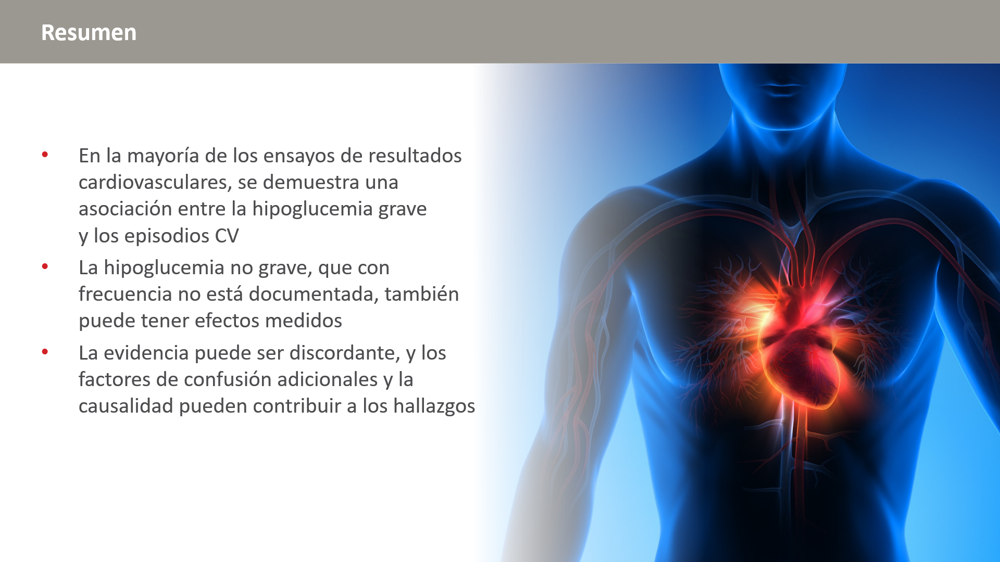 Resumen
• En la mayoría de los ensayos de resultados
cardiovasculares, se demuestra una
asociación entre la hipoglucemia grave
y los episodios CV
• La hipoglucemia no grave, que con
frecuencia no está documentada, también
puede tener efectos medidos
• La evidencia puede ser discordante, y los
factores de confusión adicionales y la
causalidad pueden contribuir a los hallazgos